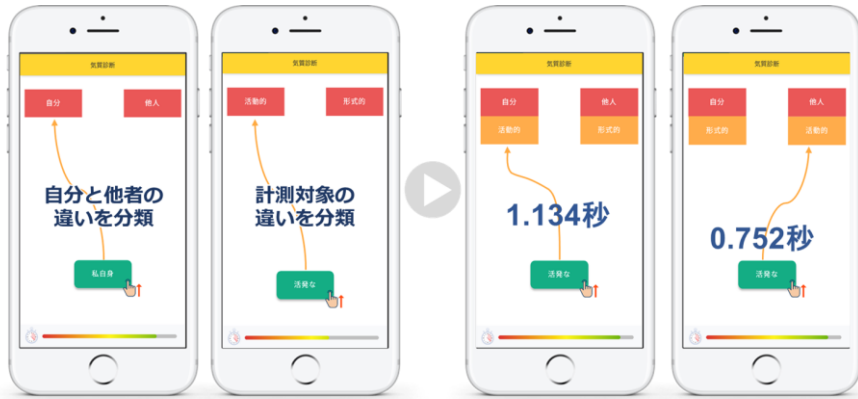 気質診断
自分
他人
自分と他者の
違いを分類
私自身
気質診断
活動的
形式的
計測対象の
違いを分類
活発な
気質診断
自分
他人
活動的
形式的
1.134秒
活発な
気質診断
自分
他人
形式的
活動的
0.752秒
活発な